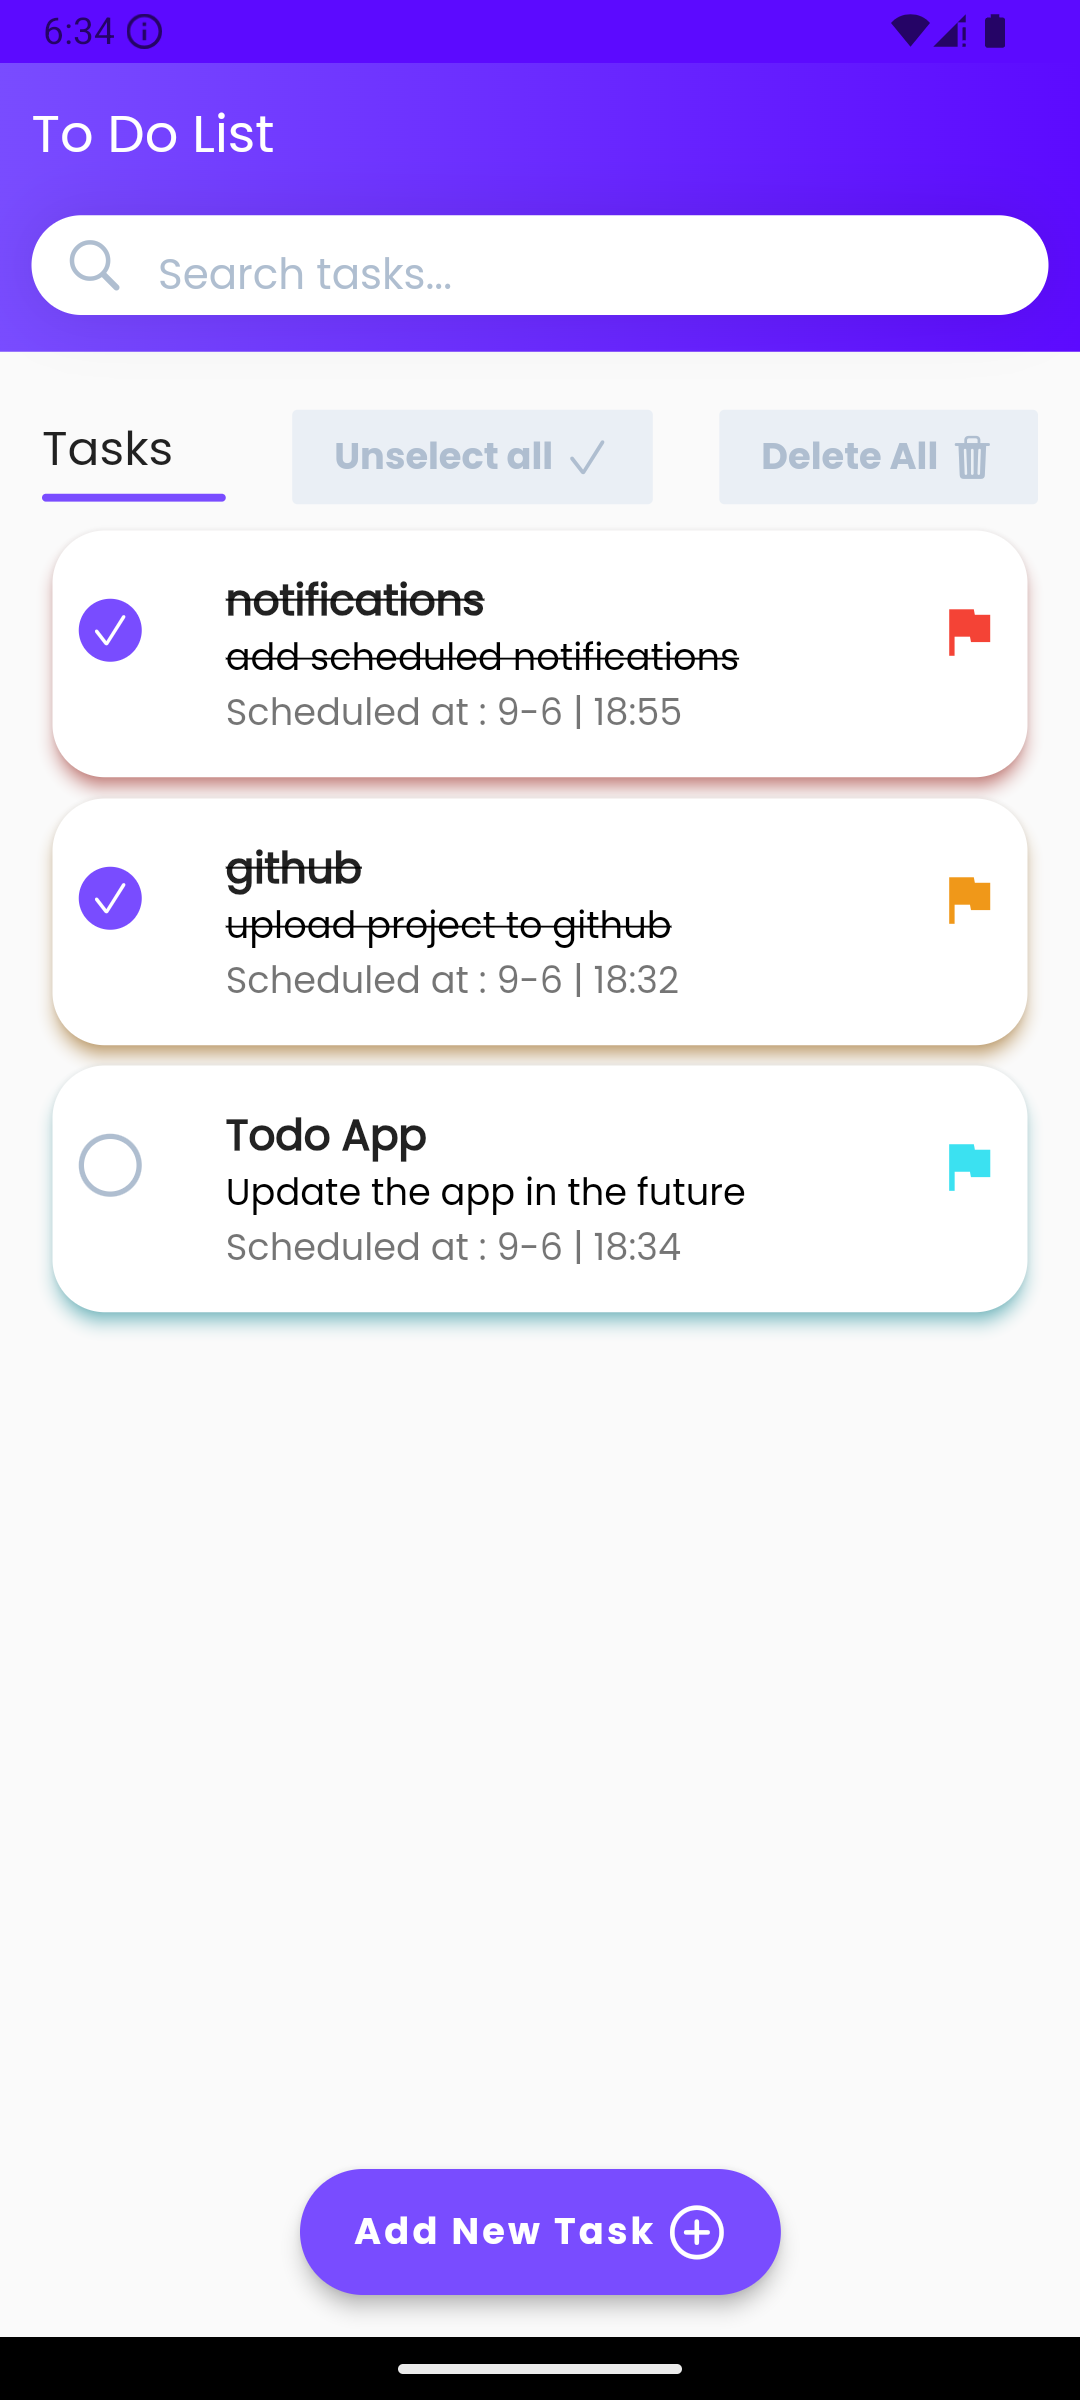 6:34
To Do List
Search tasks...
Tasks
Unselect all
Delete All
notifications
add scheduled notifications
Scheduled at : 9-6 | 18:55
github
upload project to github
Scheduled at : 9-6 | 18:32
Todo App
Update the app in the future
Scheduled at : 9-6 | 18:34
Add New Task